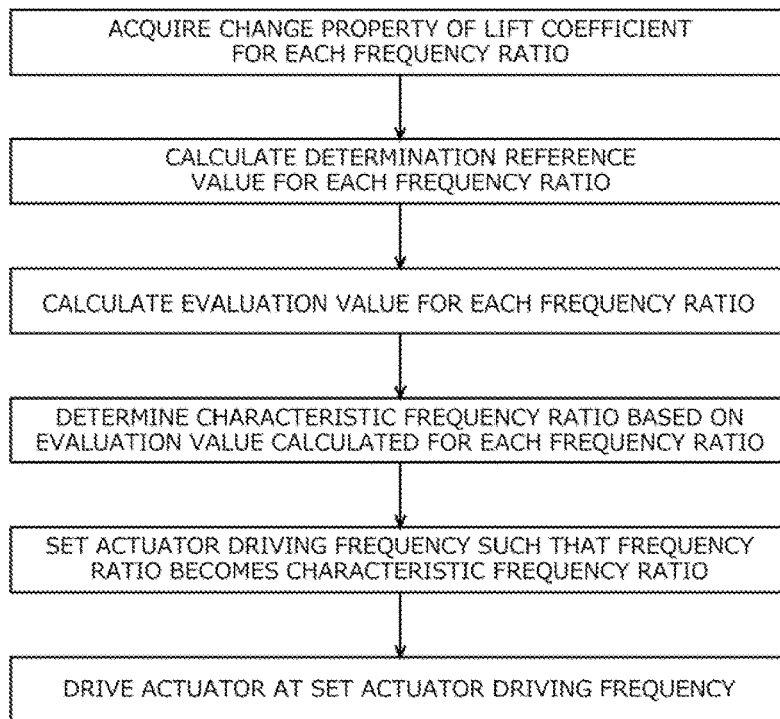 ACQUIRE CHANGE PROPERTY OF LIFT COEFFICIENT
FOR EACH FREQUENCY RATIO
CALCULATE DETERMINATION REFERENCE
VALUE FOR EACH FREQUENCY RATIO
CALCULATE EVALUATION VALUE FOR EACH FREQUENCY RATIO
DETERMINE CHARACTERISTIC FREQUENCY RATIO BASED ON
EVALUATION VALUE CALCULATED FOR EACH FREQUENCY RATIO
SET ACTUATOR DRIVING FREQUENCY SUCH THAT FREQUENCY
RATIO BECOMES CHARACTERISTIC FREQUENCY RATIO
DRIVE ACTUATOR AT SET ACTUATOR DRIVING FREQUENCY